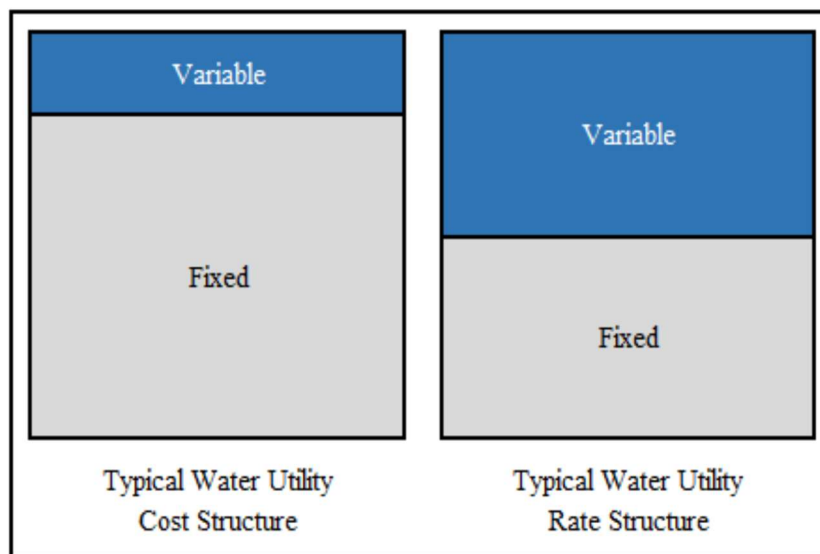 Variable
Fixed
Typical Water Utility
Cost Structure
Variable
Fixed
Typical Water Utility
Rate Structure